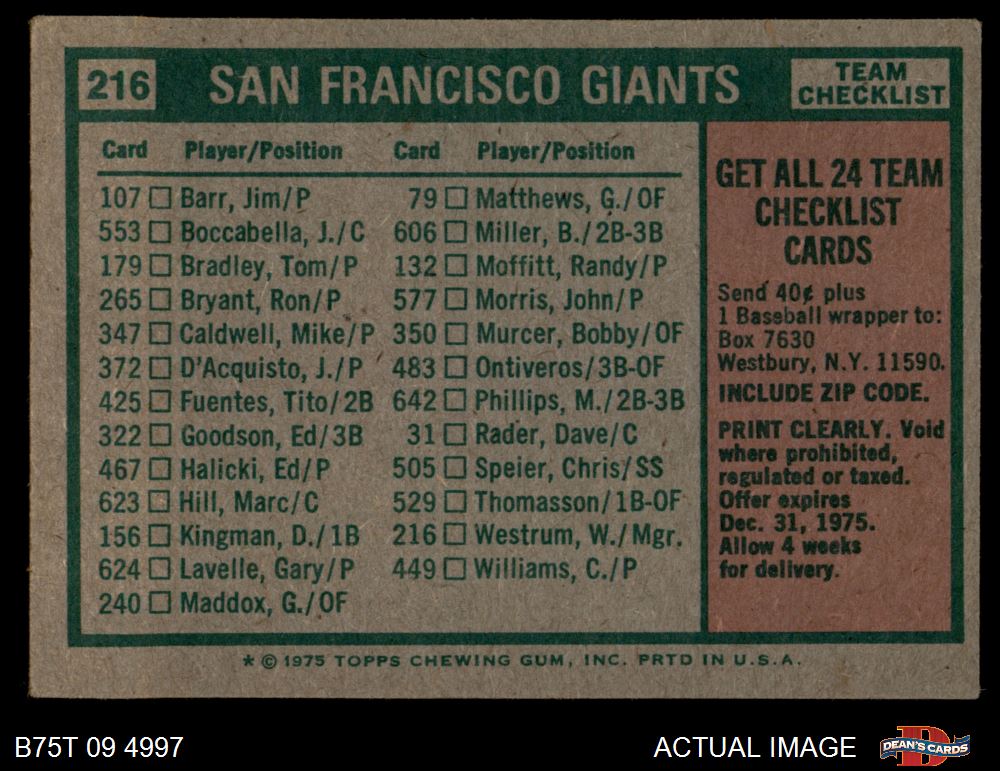 216 SAN FRANCISCO GIANTS TEAM CHECKLIST
Card Player/Position Card Player/Position
107 □ Barr, Jim/P 79 □ Matthews, G./OF
553 □ Boccabella, J./C 606 □ Miller, B./2B-3B
179 □ Bradley, Tom/P 132 □ Moffitt, Randy/P
265 □ Bryant, Ron/P 577 □ Morris, John/P
347 □ Caldwell, Mike/P 350 □ Murcer, Bobby/OF
372 □ D'Acquisto, J./P 483 □ Ontiveros/3B-OF
425 □ Fuentes, Tito/2B 642 □ Phillips, M./2B-3B
322 □ Goodson, Ed/3B 31 □ Rader, Dave/C
467 □ Halicki, Ed/P 505 □ Speier, Chris/SS
623 □ Hill, Marc/C 529 □ Thomasson/1B-OF
156 □ Kingman, D./1B 216 □ Westrum, W./Mgr.
624 □ Lavelle, Gary/P 449 □ Williams, C./P
240 □ Maddox, G./OF
GET ALL 24 TEAM
CHECKLIST
CARDS
Send 40¢ plus
1 Baseball wrapper to:
Box 7630
Westbury, N.Y. 11590.
INCLUDE ZIP CODE.
PRINT CLEARLY. Void
where prohibited,
regulated or taxed.
Offer expires
Dec. 31, 1975.
Allow 4 weeks
for delivery.
* © 1975 TOPPS CHEWING GUM, INC. PRTD IN U.S.A.
B75T 09 4997 ACTUAL IMAGE DEAN'S CARDS